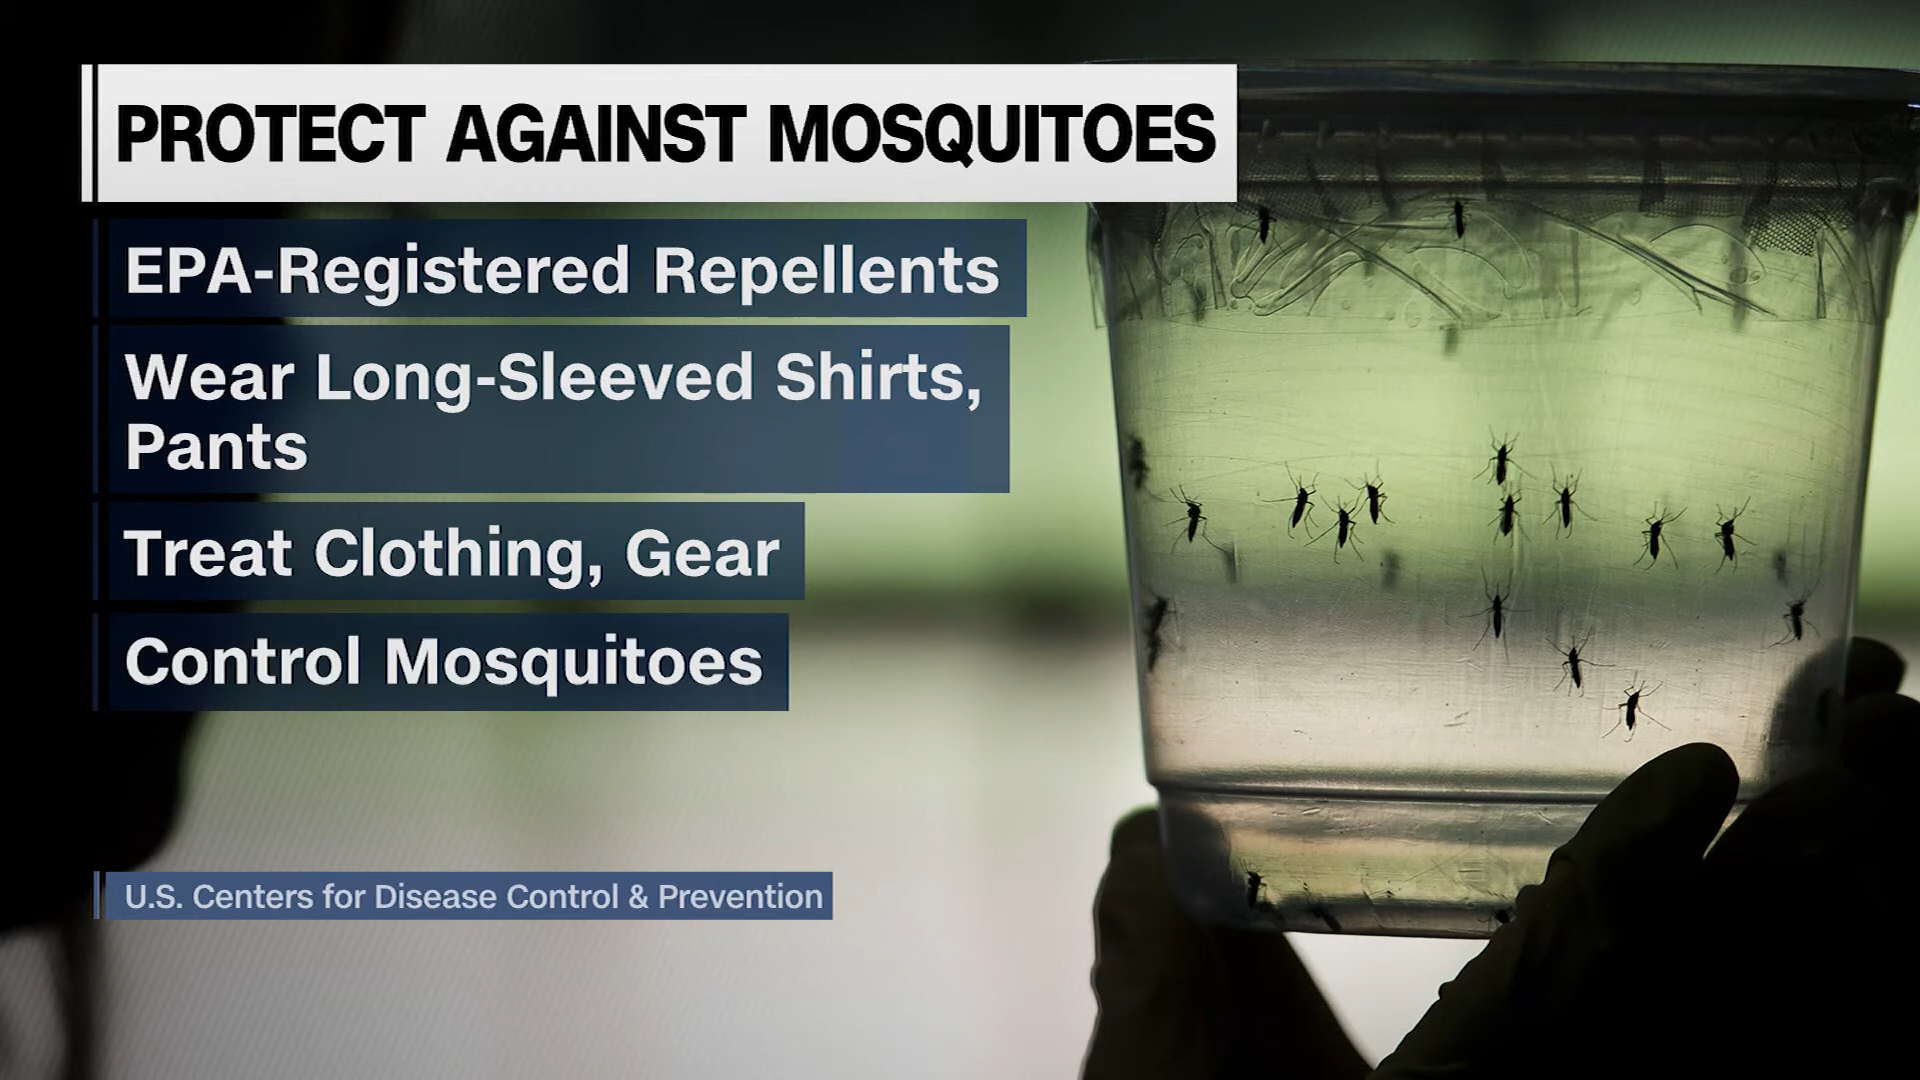 PROTECT AGAINST MOSQUITOES
EPA-Registered Repellents
Wear Long-Sleeved Shirts,
Pants
Treat Clothing, Gear
Control Mosquitoes
U.S. Centers for Disease Control & Prevention